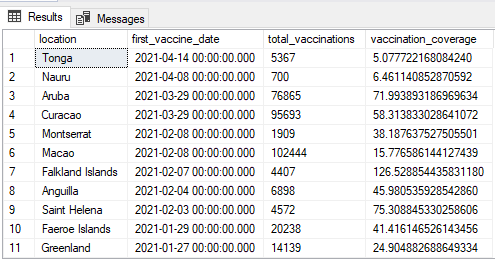 Results Messages
location first_vaccine_date total_vaccinations vaccination_coverage
1 Tonga 2021-04-14 00:00:00.000 5367 5.077722168084240
2 Nauru 2021-04-08 00:00:00.000 700 6.461140852870592
3 Aruba 2021-03-29 00:00:00.000 76865 71.993893186969634
4 Curacao 2021-03-29 00:00:00.000 95693 58.313833028641072
5 Montserrat 2021-02-08 00:00:00.000 1909 38.187637527505501
6 Macao 2021-02-08 00:00:00.000 102444 15.776586144127439
7 Falkland Islands 2021-02-07 00:00:00.000 4407 126.528854435831180
8 Anguilla 2021-02-04 00:00:00.000 6898 45.980535928542860
9 Saint Helena 2021-02-03 00:00:00.000 4572 75.308845330258606
10 Faeroe Islands 2021-01-29 00:00:00.000 20238 41.416146526143456
11 Greenland 2021-01-27 00:00:00.000 14139 24.904882688649334